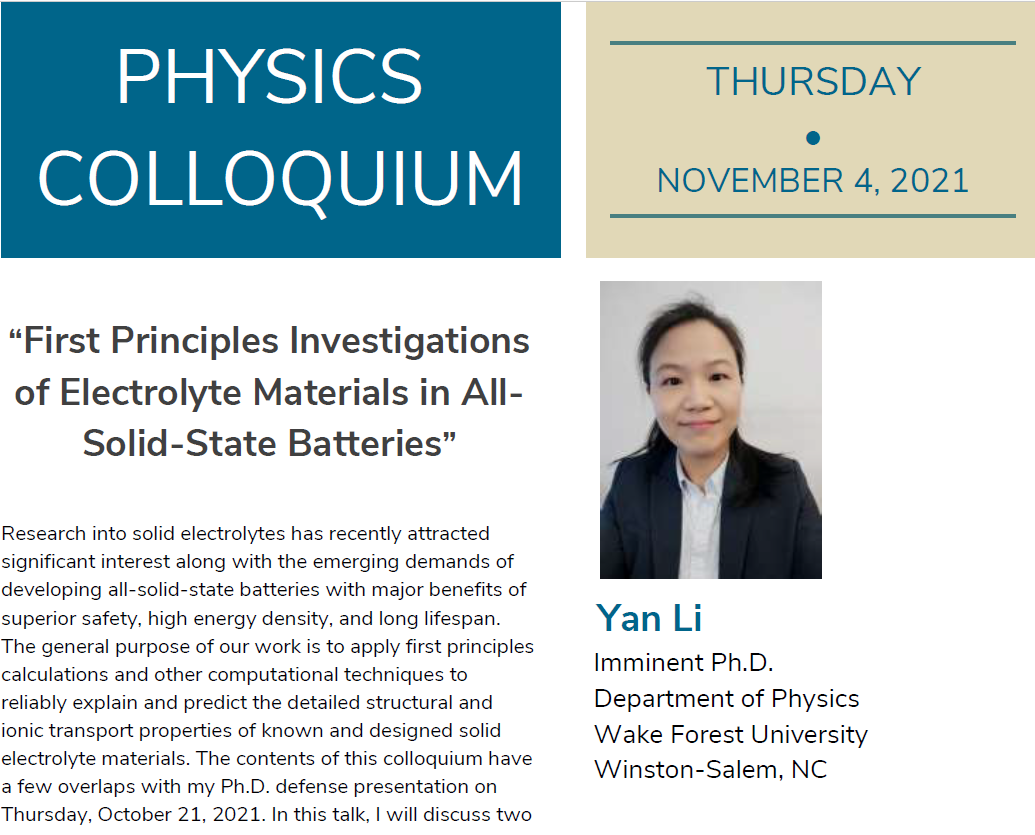 PHYSICS
COLLOQUIUM
THURSDAY
•
NOVEMBER 4, 2021
“First Principles Investigations
of Electrolyte Materials in All-
Solid-State Batteries”
Research into solid electrolytes has recently attracted
significant interest along with the emerging demands of
developing all-solid-state batteries with major benefits of
superior safety, high energy density, and long lifespan.
The general purpose of our work is to apply first principles
calculations and other computational techniques to
reliably explain and predict the detailed structural and
ionic transport properties of known and designed solid
electrolyte materials. The contents of this colloquium have
a few overlaps with my Ph.D. defense presentation on
Thursday, October 21, 2021. In this talk, I will discuss two
Yan Li
Imminent Ph.D.
Department of Physics
Wake Forest University
Winston-Salem, NC